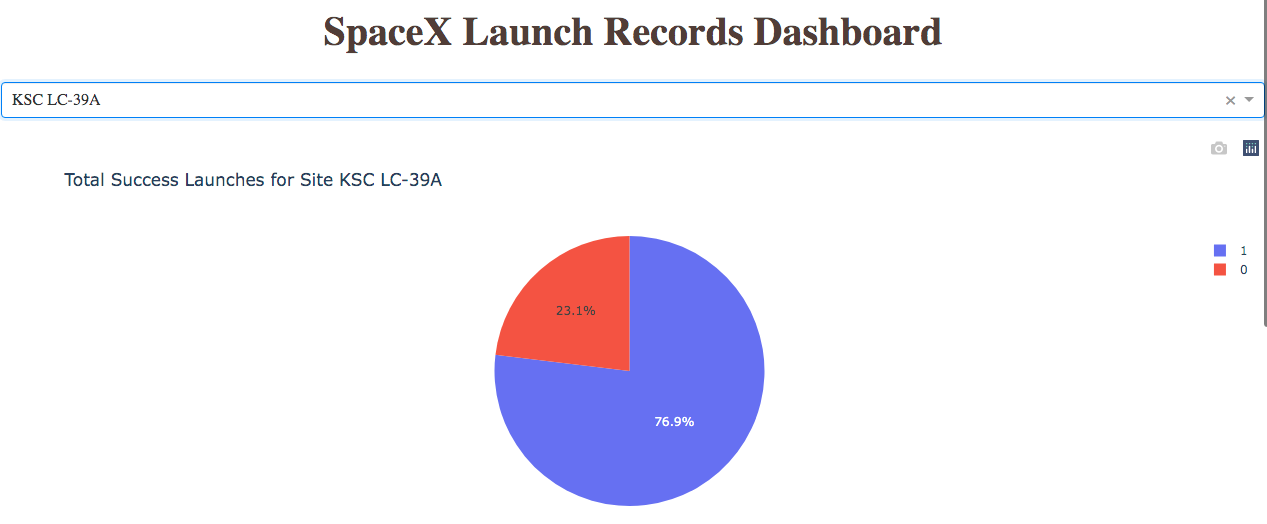 SpaceX Launch Records Dashboard
KSC LC-39A
Total Success Launches for Site KSC LC-39A
1
0
23.1%
76.9%